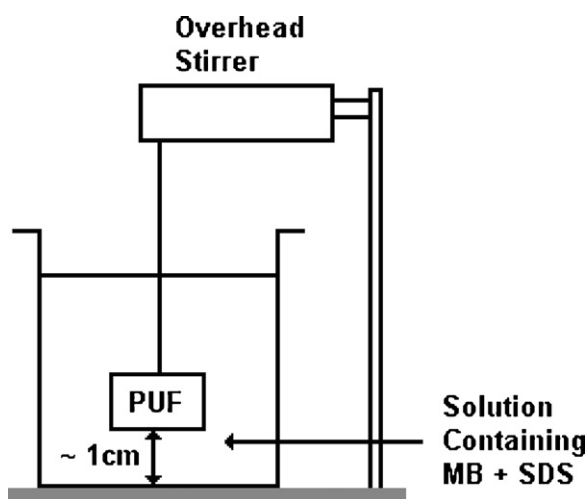 Overhead
Stirrer
PUF
~ 1cm
Solution
Containing
MB + SDS